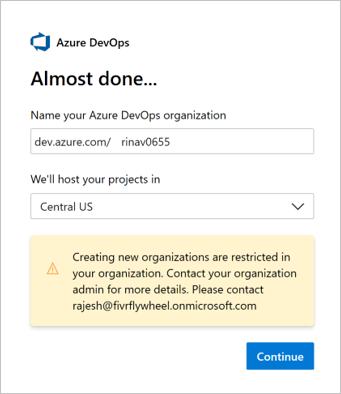 Azure DevOps
Almost done...
Name your Azure DevOps organization
dev.azure.com/ rinav0655
We'll host your projects in
Central US
Creating new organizations are restricted in
your organization. Contact your organization
admin for more details. Please contact
rajesh@fivrflywheel.onmicrosoft.com
Continue